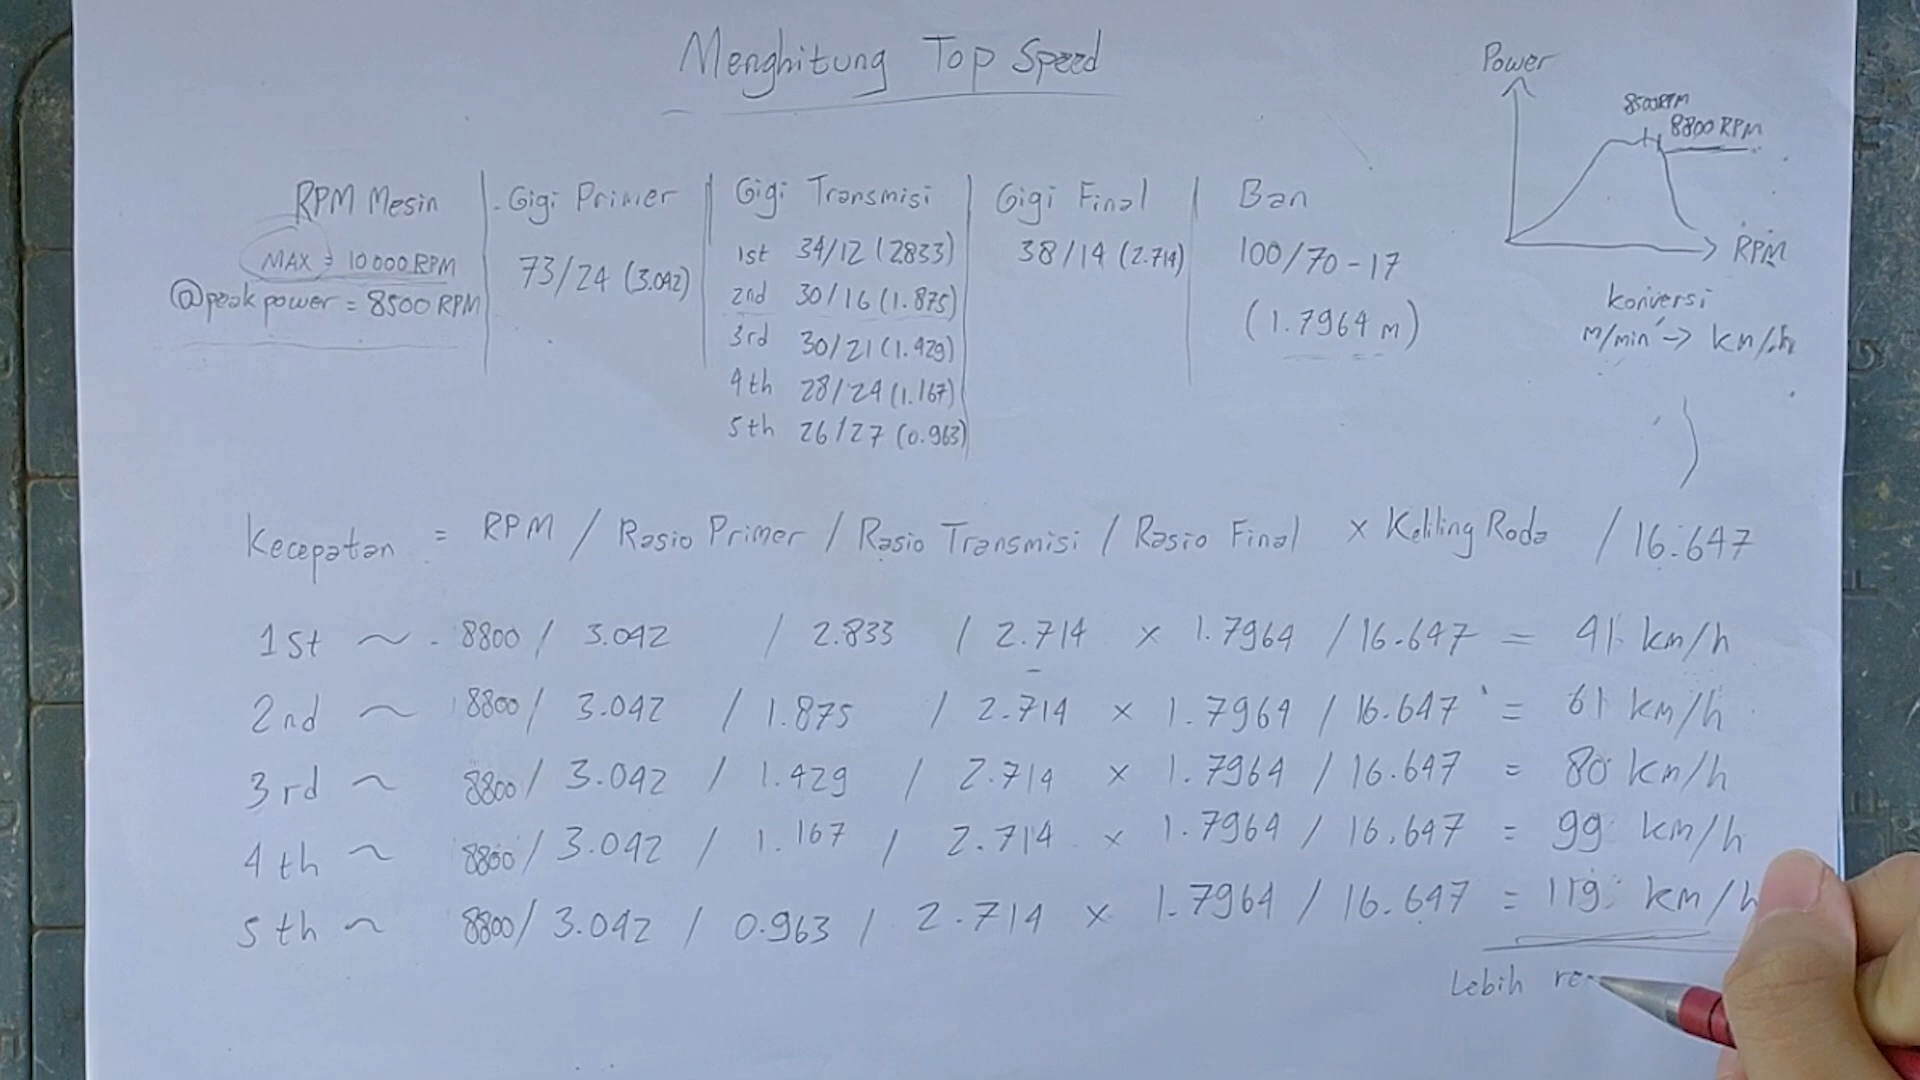 Menghitung Top Speed
Power
8500 RPM
8800 RPM
RPM
konversi
m/min -> km/h
RPM Mesin
MAX = 10000 RPM
@peak power = 8500 RPM
Gigi Primer
73/24 (3.042)
Gigi Transmisi
1st 34/12 (2833)
2nd 30/16 (1.875)
3rd 30/21 (1.429)
4th 28/24 (1.167)
5th 26/27 (0.963)
Gigi Final
38/14 (2.714)
Ban
100/70-17
(1.7964 m)
Kecepatan = RPM / Rasio Primer / Rasio Transmisi / Rasio Final × Keliling Roda / 16.647
1st ~ 8800 / 3.042 / 2.833 / 2.714 × 1.7964 / 16.647 = 41 km/h
2nd ~ 8800 / 3.042 / 1.875 / 2.714 × 1.7964 / 16.647 = 61 km/h
3rd ~ 8800 / 3.042 / 1.429 / 2.714 × 1.7964 / 16.647 = 80 km/h
4th ~ 8800 / 3.042 / 1.167 / 2.714 × 1.7964 / 16.647 = 99 km/h
5th ~ 8800 / 3.042 / 0.963 / 2.714 × 1.7964 / 16.647 = 119 km/h
Lebih re